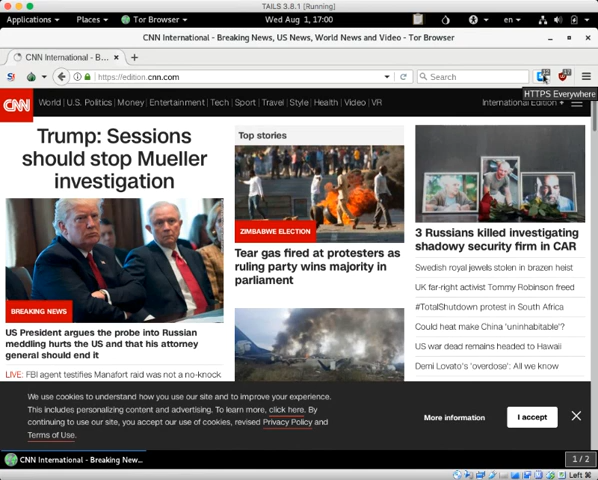 TAILS 3.8.1 [Running]
Applications Places Tor Browser Wed Aug 1, 17:00 en
CNN International - Breaking News, US News, World News and Video - Tor Browser
CNN International - Breaking News, U...
https://edition.cnn.com Search
HTTPS Everywhere
CNN World U.S. Politics Money Entertainment Tech Sport Travel Style Health Video VR International Edition
Trump: Sessions
should stop Mueller
investigation
BREAKING NEWS
US President argues the probe into Russian
meddling hurts the US and that his attorney
general should end it
LIVE: FBI agent testifies Manafort raid was not a no-knock
Top stories
ZIMBABWE ELECTION
Tear gas fired at protesters as
ruling party wins majority in
parliament
3 Russians killed investigating
shadowy security firm in CAR
Swedish royal jewels stolen in brazen heist
UK far-right activist Tommy Robinson freed
#TotalShutdown protest in South Africa
Could heat make China 'uninhabitable'?
US war dead remains headed to Hawaii
Demi Lovato's 'overdose': All we know
We use cookies to understand how you use our site and to improve your experience.
This includes personalizing content and advertising. To learn more, click here. By
continuing to use our site, you accept our use of cookies, revised Privacy Policy and
Terms of Use.
More information
I accept
CNN International - Breaking New...
1 / 2
Left ⌘